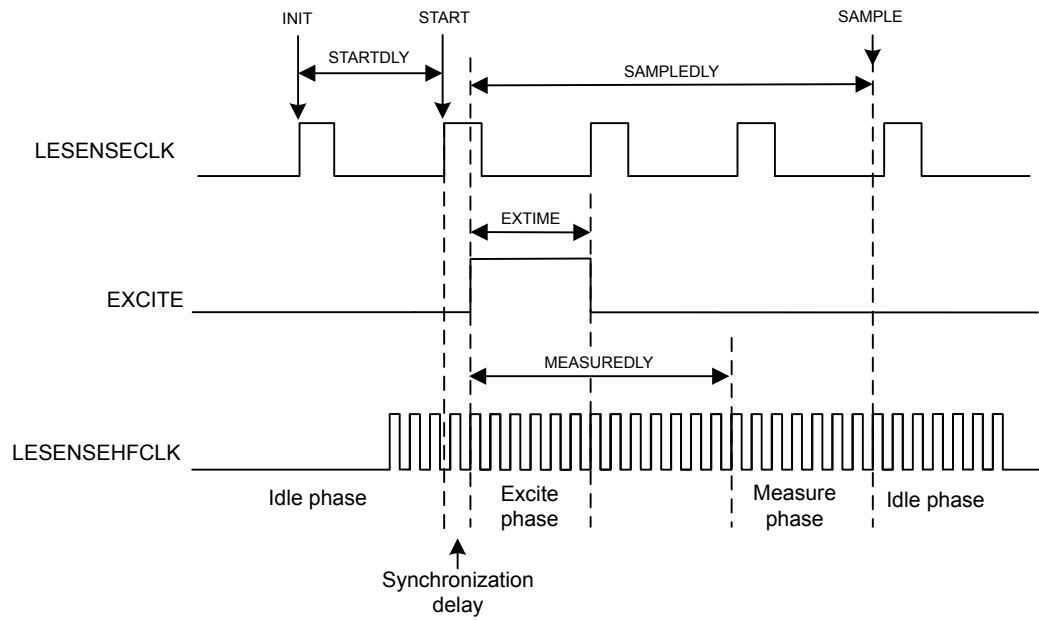 INIT
START
SAMPLE
STARTDLY
SAMPLEDLY
LESENSECLK
EXTIME
EXCITE
MEASUREDLY
LESENSEHFCLK
Idle phase
Excite
phase
Measure
phase
Idle phase
Synchronization
delay